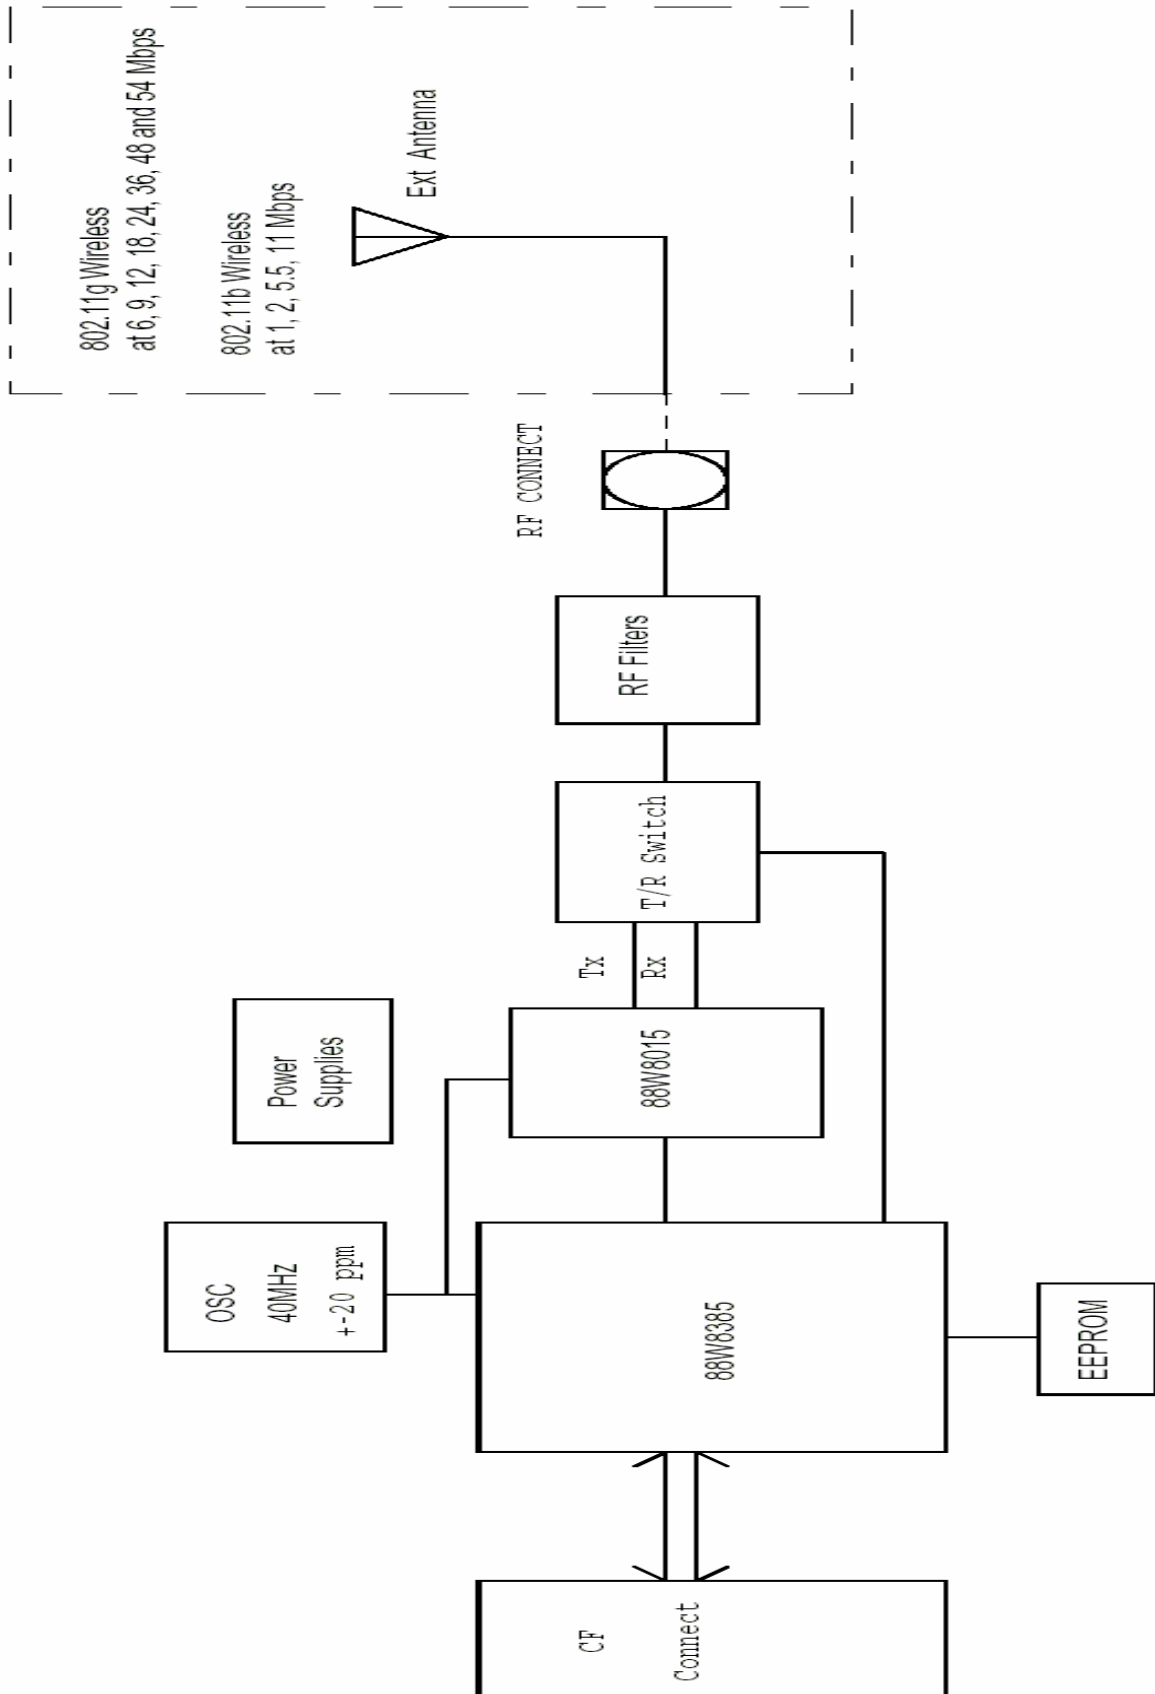 802.11g Wireless
at 6, 9, 12, 18, 24, 36, 48 and 54 Mbps
802.11b Wireless
at 1, 2, 5.5, 11 Mbps
Ext Antenna
RF CONNECT
RF Filters
T/R Switch
Tx
Rx
Power
Supplies
88W8015
OSC
40MHz
+-20 ppm
88W8385
EEPROM
CF
Connect